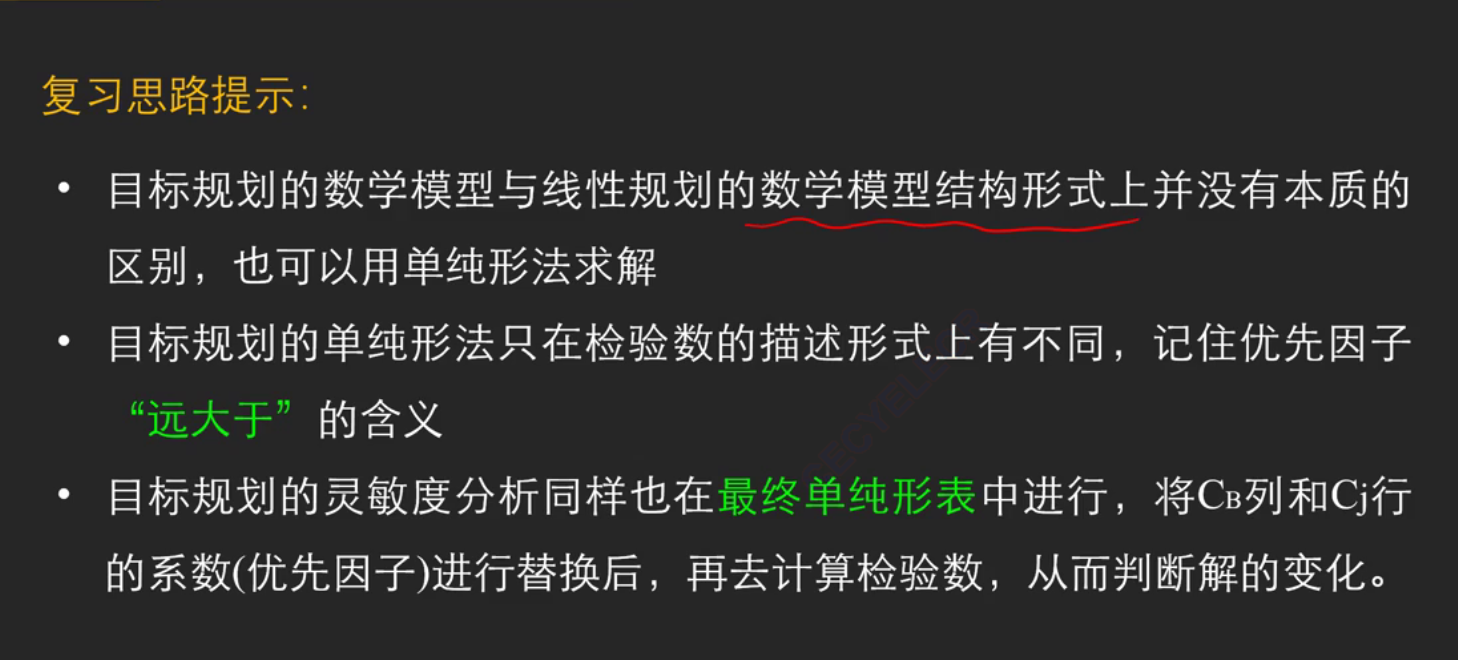 复习思路提示：
• 目标规划的数学模型与线性规划的数学模型结构形式上并没有本质的
区别，也可以用单纯形法求解
• 目标规划的单纯形法只在检验数的描述形式上有不同，记住优先因子
“远大于”的含义
• 目标规划的灵敏度分析同样也在最终单纯形表中进行，将CB列和Cj行
的系数(优先因子)进行替换后，再去计算检验数，从而判断解的变化。